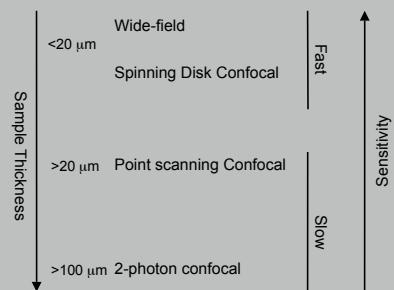 Wide-field
<20 μm
Spinning Disk Confocal
Fast
Sample Thickness
Sensitivity
>20 μm Point scanning Confocal
Slow
>100 μm 2-photon confocal